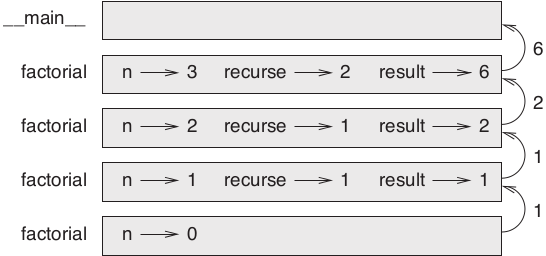 __main__
6
factorial n 3 recurse 2 result 6
2
factorial n 2 recurse 1 result 2
1
factorial n 1 recurse 1 result 1
1
factorial n 0